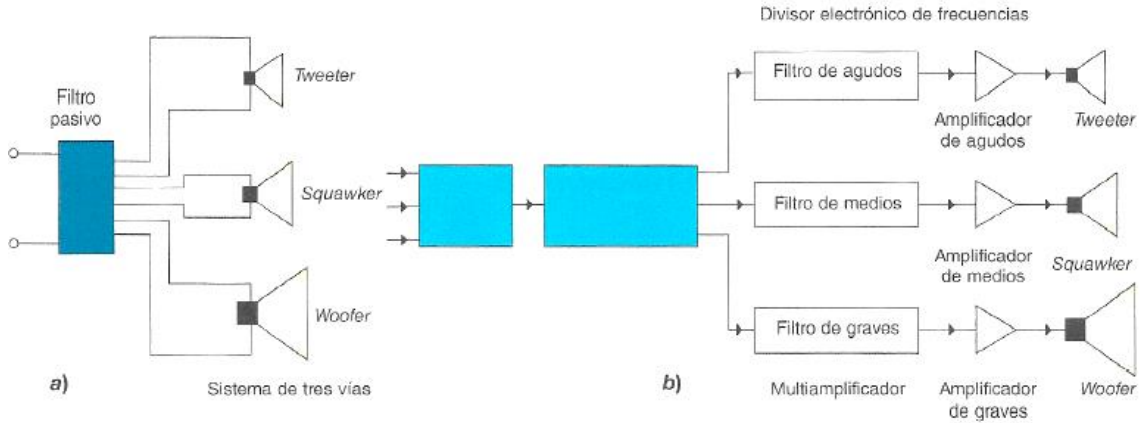 Filtro
pasivo
Tweeter
Squawker
Woofer
a)
Sistema de tres vías
Divisor electrónico de frecuencias
Filtro de agudos
Amplificador
de agudos
Tweeter
Filtro de medios
Amplificador
de medios
Squawker
Filtro de graves
b)
Multiamplificador
Amplificador
de graves
Woofer